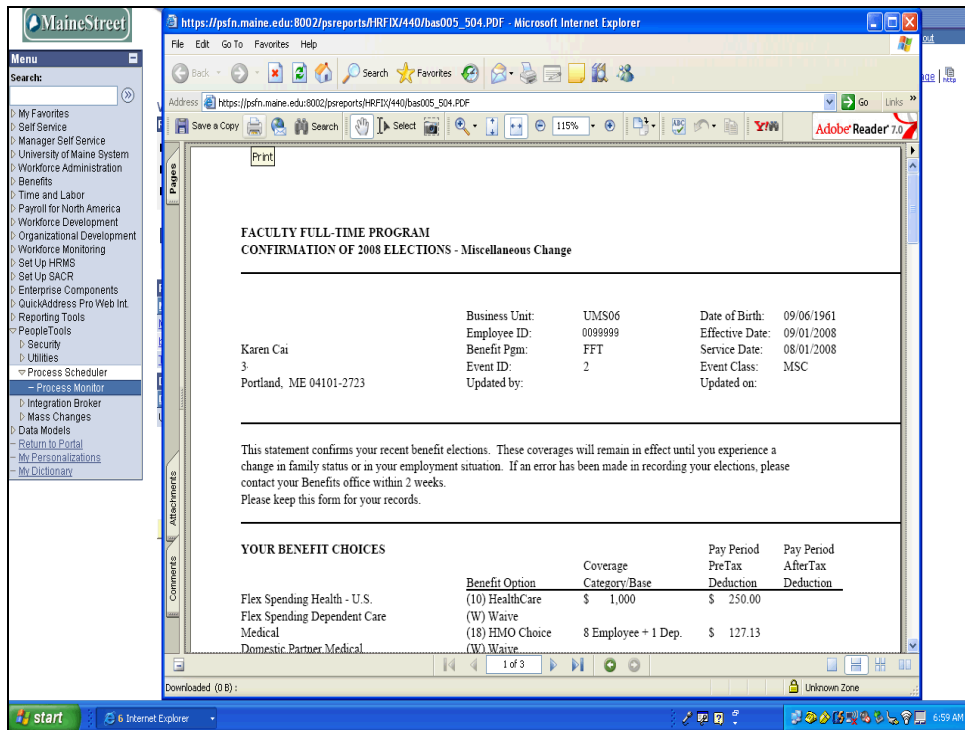 MaineStreet
https://psfn.maine.edu:8002/psreports/HRFIX/440/bas005_504.PDF - Microsoft Internet Explorer
File Edit Go To Favorites Help
Back Search Favorites
Address https://psfn.maine.edu:8002/psreports/HRFIX/440/bas005_504.PDF Go Links »
Save a Copy Search Select 115% Y! Adobe Reader 7.0
Print
Menu
Search:
My Favorites
Self Service
Manager Self Service
University of Maine System
Workforce Administration
Benefits
Time and Labor
Payroll for North America
Workforce Development
Organizational Development
Workforce Monitoring
Set Up HRMS
Set Up SACR
Enterprise Components
QuickAddress Pro Web Int.
Reporting Tools
PeopleTools
Security
Utilities
Process Scheduler
– Process Monitor
Integration Broker
Mass Changes
Data Models
– Return to Portal
– My Personalizations
– My Dictionary
Pages
Attachments
Comments
FACULTY FULL-TIME PROGRAM
CONFIRMATION OF 2008 ELECTIONS - Miscellaneous Change
Business Unit: UMS06 Date of Birth: 09/06/1961
Employee ID: 0099999 Effective Date: 09/01/2008
Karen Cai Benefit Pgm: FFT Service Date: 08/01/2008
3 Event ID: 2 Event Class: MSC
Portland, ME 04101-2723 Updated by: Updated on:
This statement confirms your recent benefit elections. These coverages will remain in effect until you experience a
change in family status or in your employment situation. If an error has been made in recording your elections, please
contact your Benefits office within 2 weeks.
Please keep this form for your records.
YOUR BENEFIT CHOICES Pay Period Pay Period
Coverage PreTax AfterTax
Benefit Option Category/Base Deduction Deduction
Flex Spending Health - U.S. (10) HealthCare $ 1,000 $ 250.00
Flex Spending Dependent Care (W) Waive
Medical (18) HMO Choice 8 Employee + 1 Dep. $ 127.13
Domestic Partner Medical (W) Waive
1 of 3
Downloaded (0 B) : Unknown Zone
start 6 Internet Explorer 6:59 AM